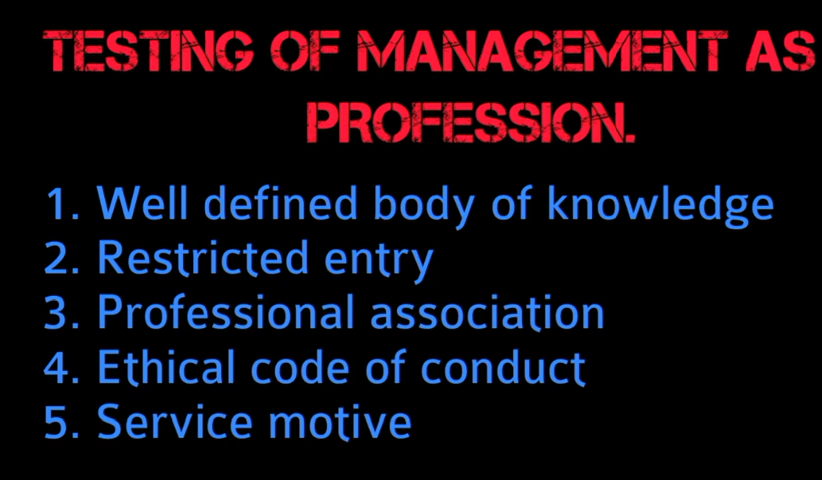 TESTING OF MANAGEMENT AS
PROFESSION.
1. Well defined body of knowledge
2. Restricted entry
3. Professional association
4. Ethical code of conduct
5. Service motive